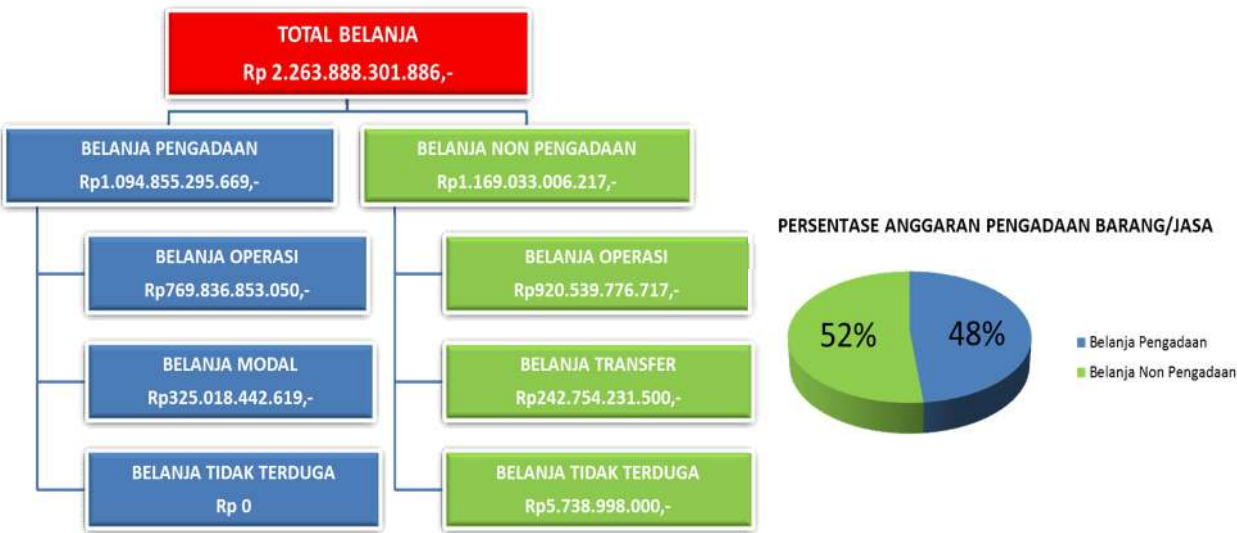 TOTAL BELANJA
Rp 2.263.888.301.886,-
BELANJA PENGADAAN
Rp1.094.855.295.669,-
BELANJA NON PENGADAAN
Rp1.169.033.006.217,-
BELANJA OPERASI
Rp769.836.853.050,-
BELANJA MODAL
Rp325.018.442.619,-
BELANJA TIDAK TERDUGA
Rp 0
BELANJA OPERASI
Rp920.539.776.717,-
BELANJA TRANSFER
Rp242.754.231.500,-
BELANJA TIDAK TERDUGA
Rp5.738.998.000,-
PERSENTASE ANGGARAN PENGADAAN BARANG/JASA
52%
48%
Belanja Pengadaan
Belanja Non Pengadaan